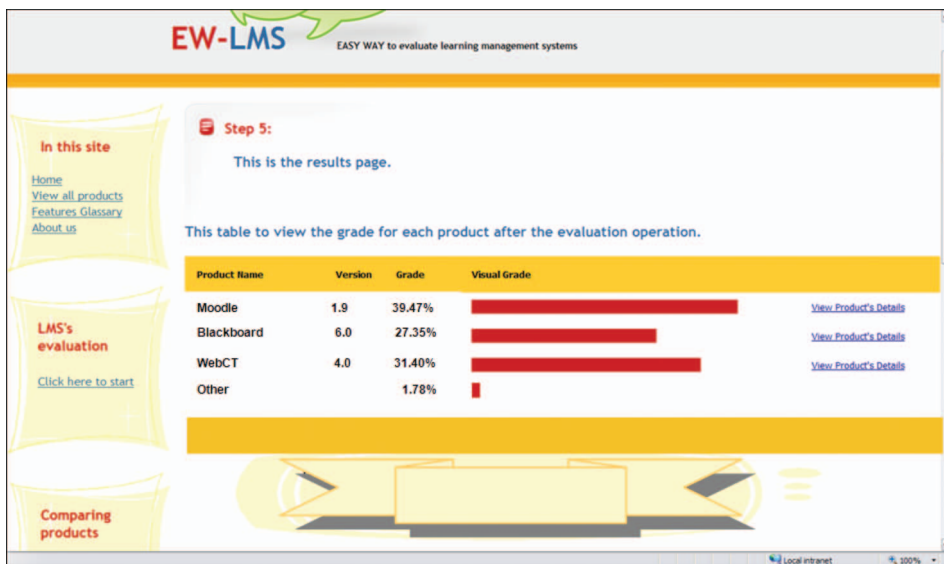 EW-LMS
EASY WAY to evaluate learning management systems
In this site
Home
View all products
Features Glassary
About us
LMS's
evaluation
Click here to start
Comparing
products
Step 5:
This is the results page.
This table to view the grade for each product after the evaluation operation.
Product Name Version Grade Visual Grade
Moodle 1.9 39.47% View Product's Details
Blackboard 6.0 27.35% View Product's Details
WebCT 4.0 31.40% View Product's Details
Other 1.78%
Local intranet 100%